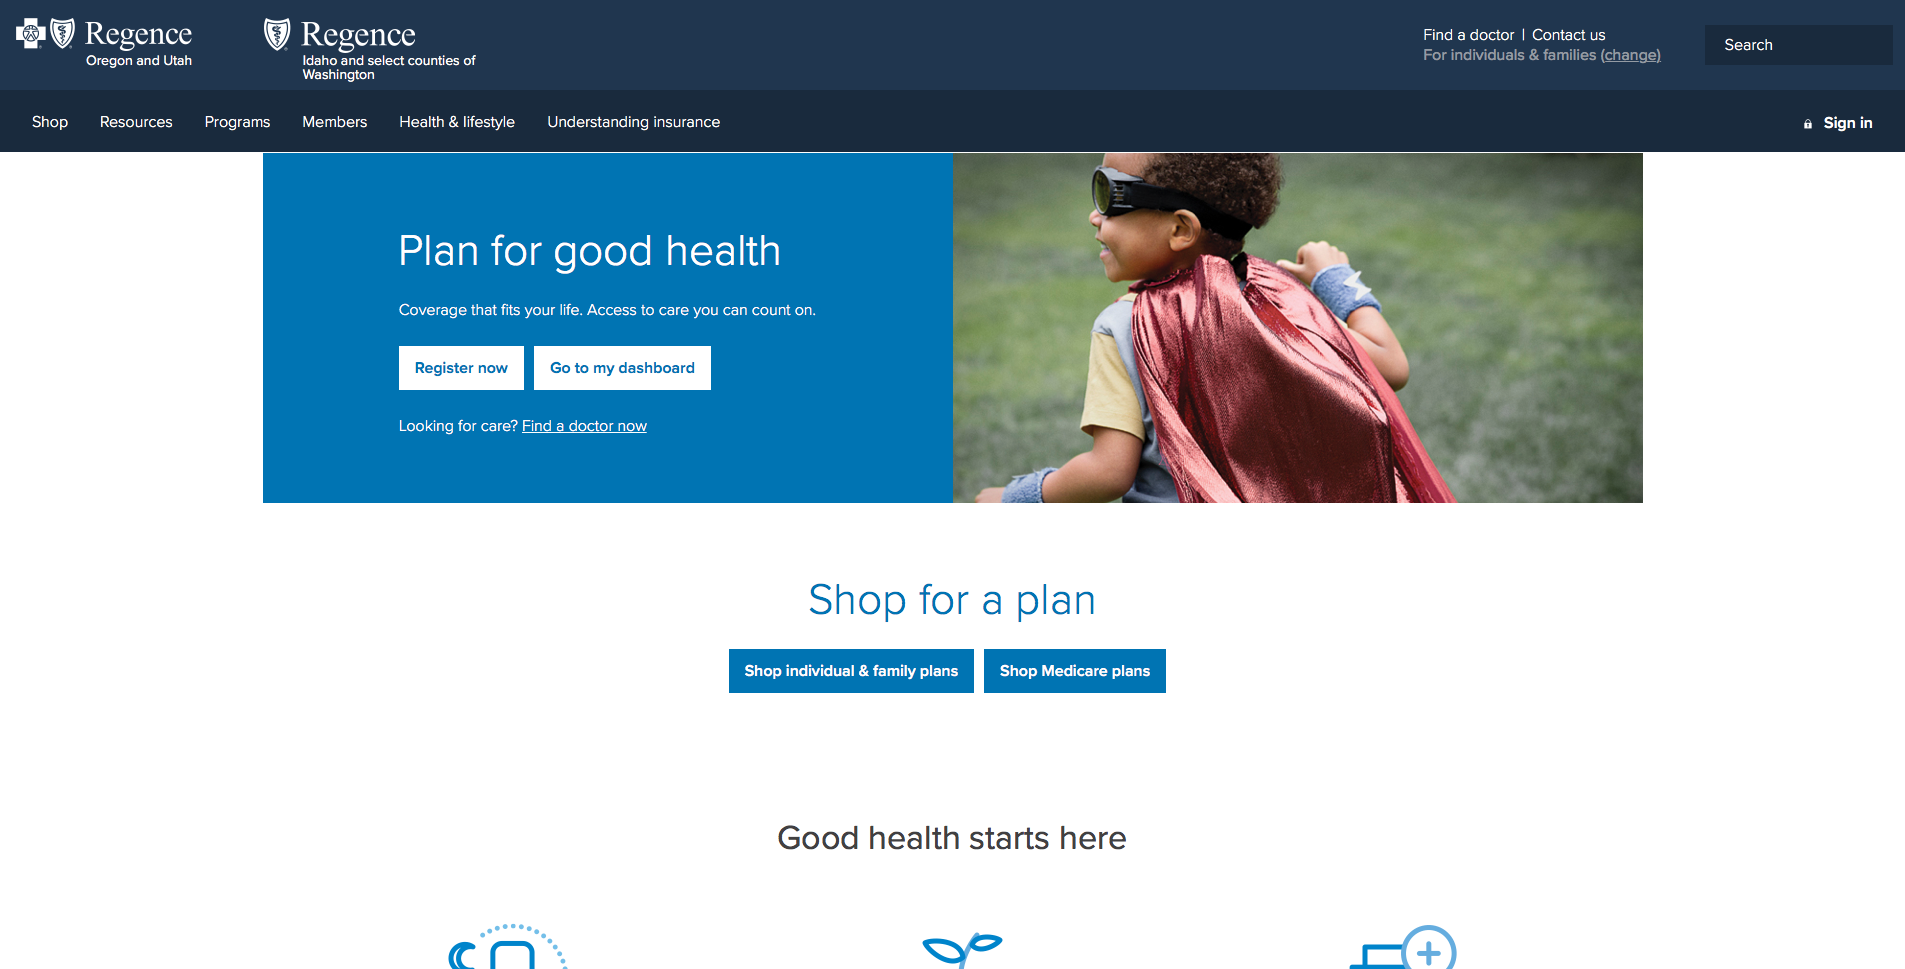 Regence
Oregon and Utah
Regence
Idaho and select counties of
Washington
Find a doctor | Contact us
For individuals & families (change)
Search
Shop
Resources
Programs
Members
Health & lifestyle
Understanding insurance
Sign in
Plan for good health
Coverage that fits your life. Access to care you can count on.
Register now
Go to my dashboard
Looking for care? Find a doctor now
Shop for a plan
Shop individual & family plans
Shop Medicare plans
Good health starts here